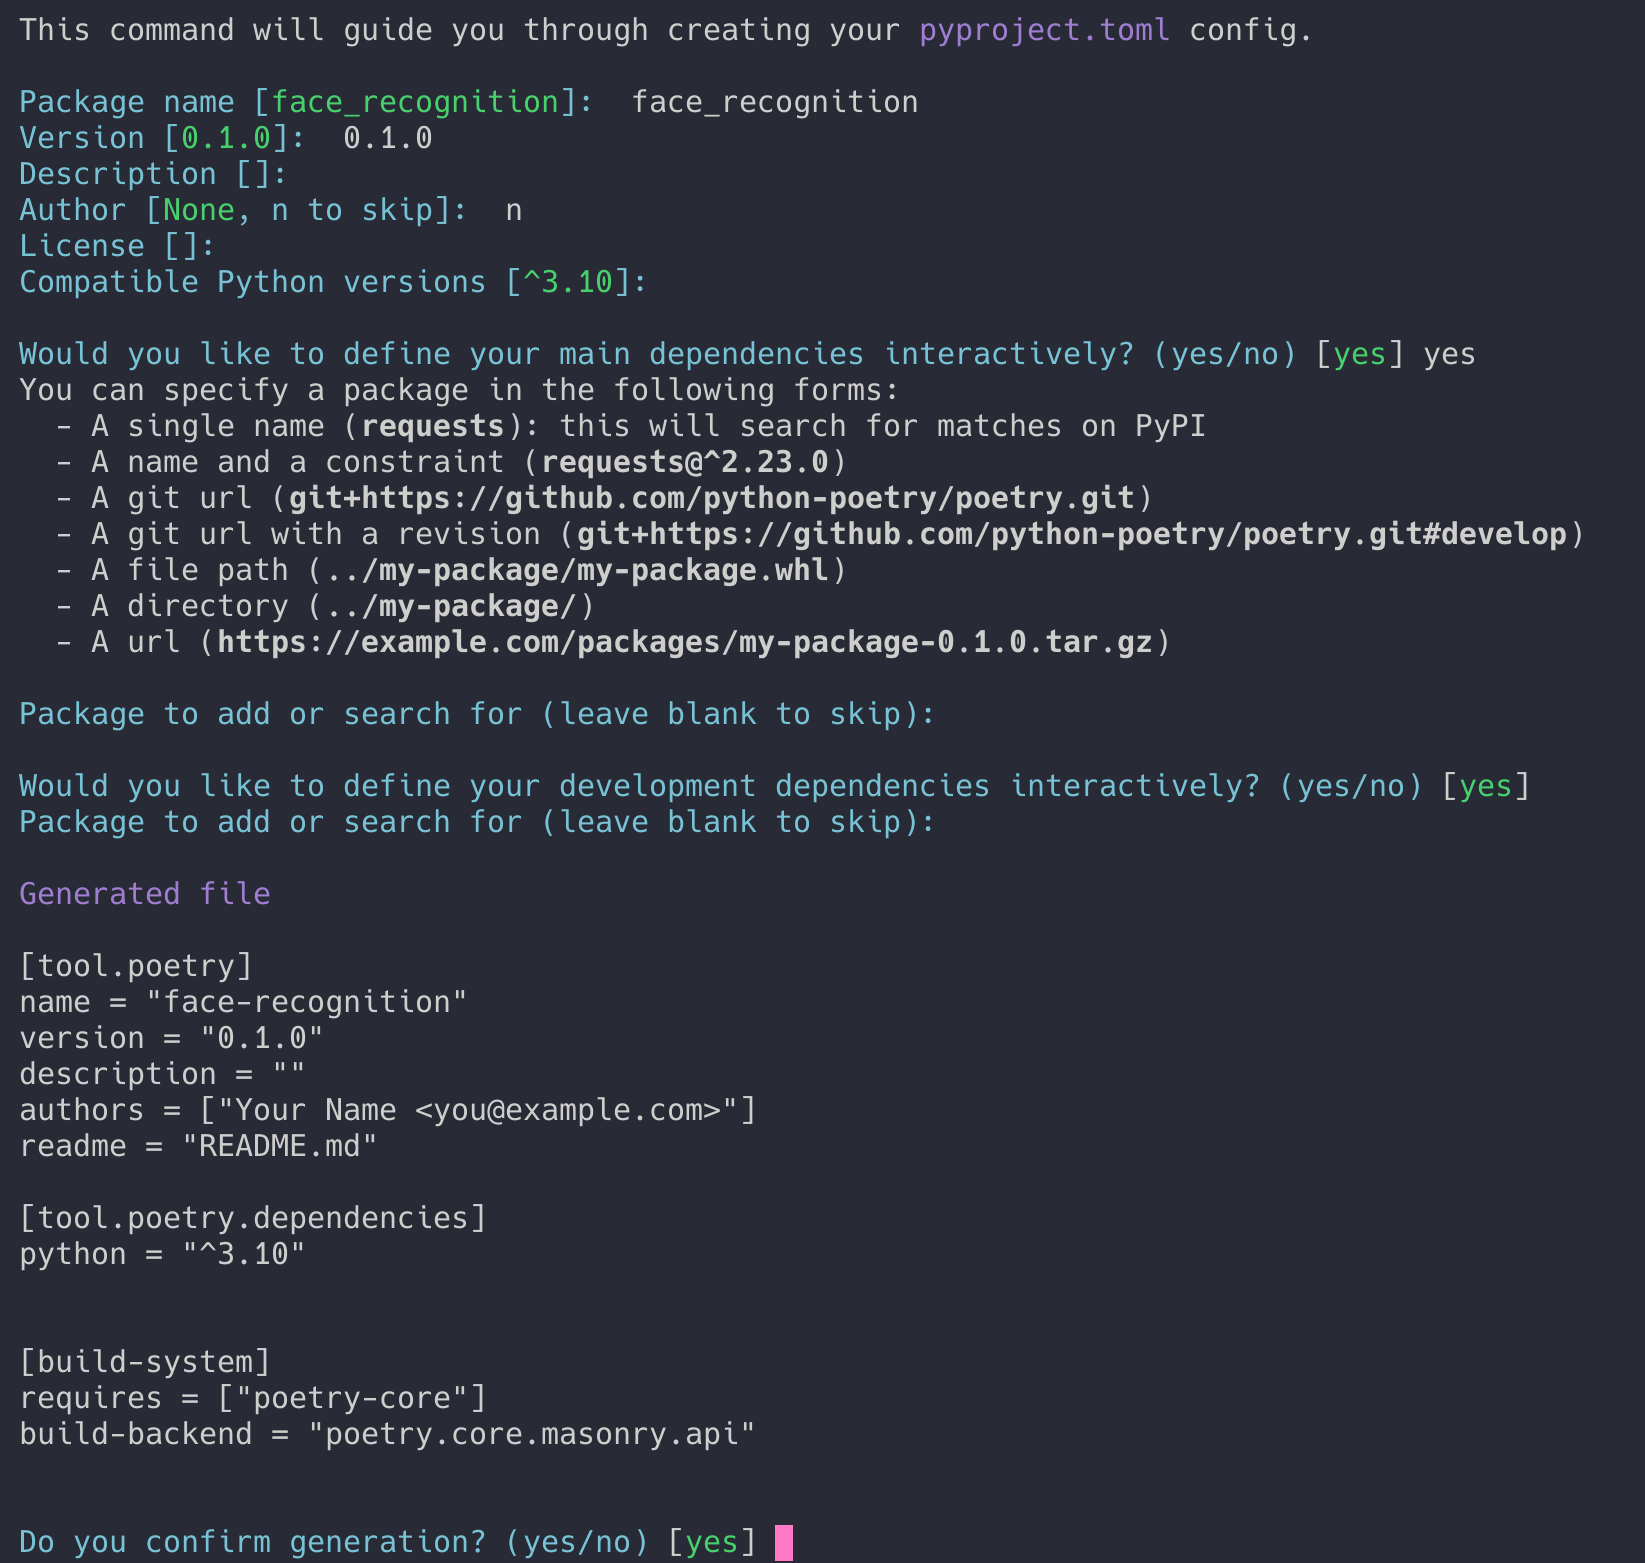 This command will guide you through creating your pyproject.toml config.
Package name [face_recognition]:  face_recognition
Version [0.1.0]:  0.1.0
Description []:
Author [None, n to skip]:  n
License []:
Compatible Python versions [^3.10]:
Would you like to define your main dependencies interactively? (yes/no) [yes] yes
You can specify a package in the following forms:
  - A single name (requests): this will search for matches on PyPI
  - A name and a constraint (requests@^2.23.0)
  - A git url (git+https://github.com/python-poetry/poetry.git)
  - A git url with a revision (git+https://github.com/python-poetry/poetry.git#develop)
  - A file path (../my-package/my-package.whl)
  - A directory (../my-package/)
  - A url (https://example.com/packages/my-package-0.1.0.tar.gz)
Package to add or search for (leave blank to skip):
Would you like to define your development dependencies interactively? (yes/no) [yes]
Package to add or search for (leave blank to skip):
Generated file
[tool.poetry]
name = "face-recognition"
version = "0.1.0"
description = ""
authors = ["Your Name <you@example.com>"]
readme = "README.md"
[tool.poetry.dependencies]
python = "^3.10"
[build-system]
requires = ["poetry-core"]
build-backend = "poetry.core.masonry.api"
Do you confirm generation? (yes/no) [yes]